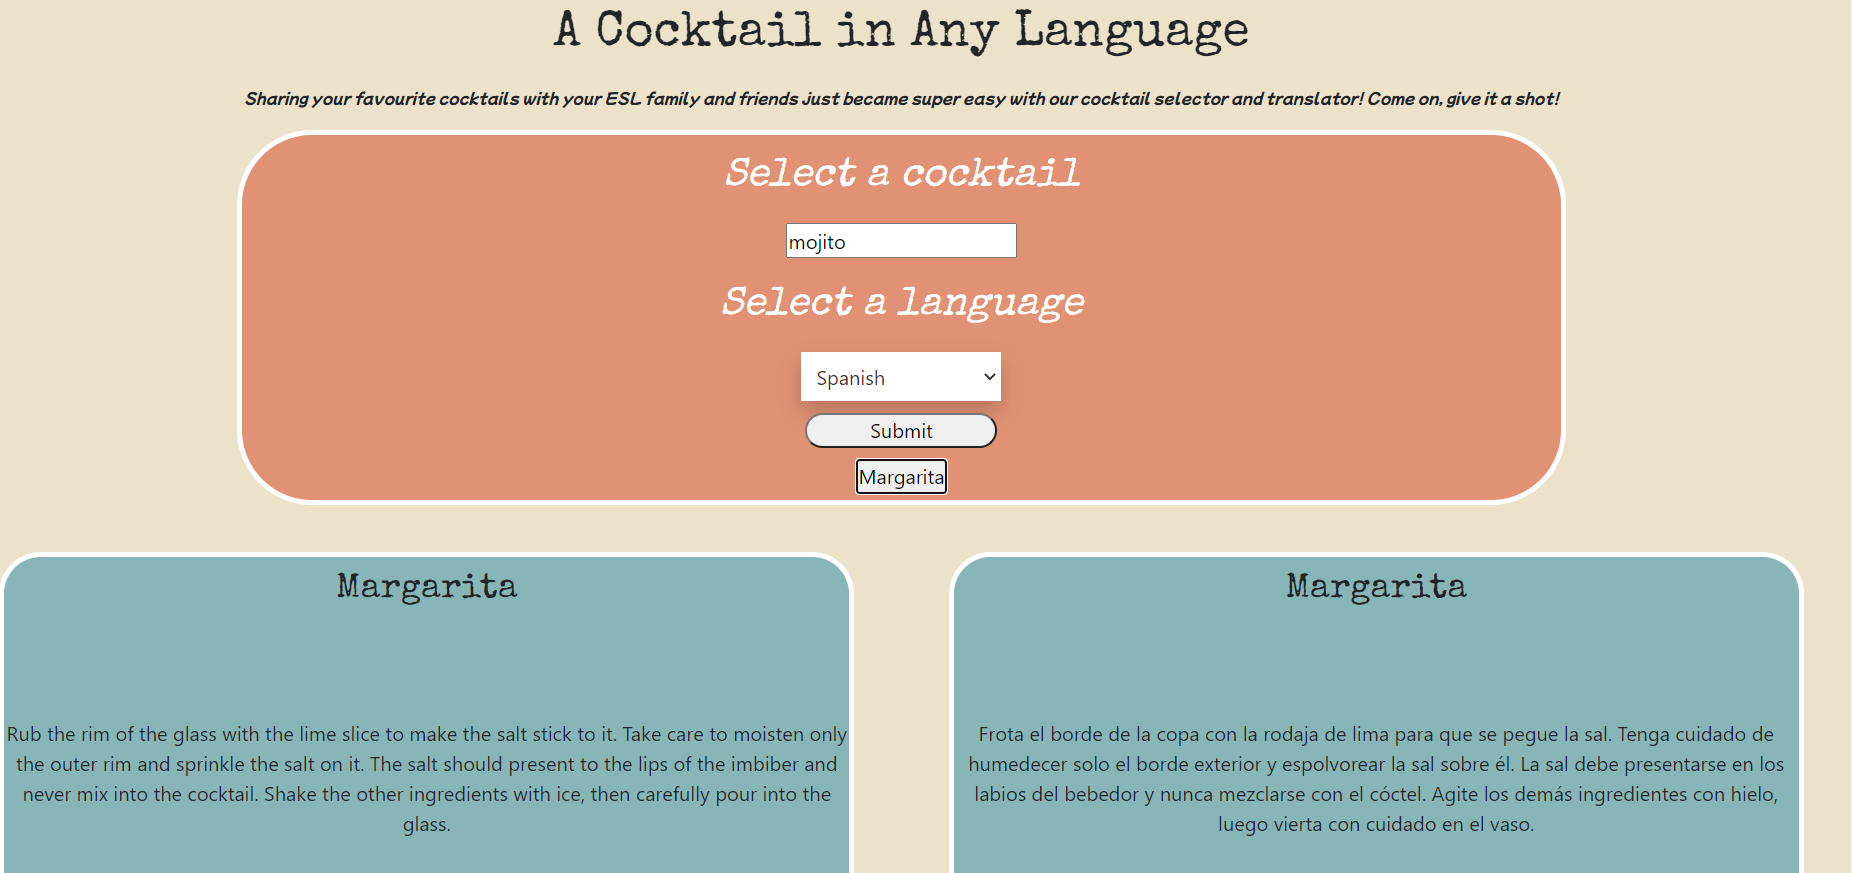 A Cocktail in Any Language
Sharing your favourite cocktails with your ESL family and friends just became super easy with our cocktail selector and translator! Come on, give it a shot!
Select a cocktail
mojito
Select a language
Spanish
Submit
Margarita
Margarita
Rub the rim of the glass with the lime slice to make the salt stick to it. Take care to moisten only
the outer rim and sprinkle the salt on it. The salt should present to the lips of the imbiber and
never mix into the cocktail. Shake the other ingredients with ice, then carefully pour into the
glass.
Margarita
Frota el borde de la copa con la rodaja de lima para que se pegue la sal. Tenga cuidado de
humedecer solo el borde exterior y espolvorear la sal sobre él. La sal debe presentarse en los
labios del bebedor y nunca mezclarse con el cóctel. Agite los demás ingredientes con hielo,
luego vierta con cuidado en el vaso.